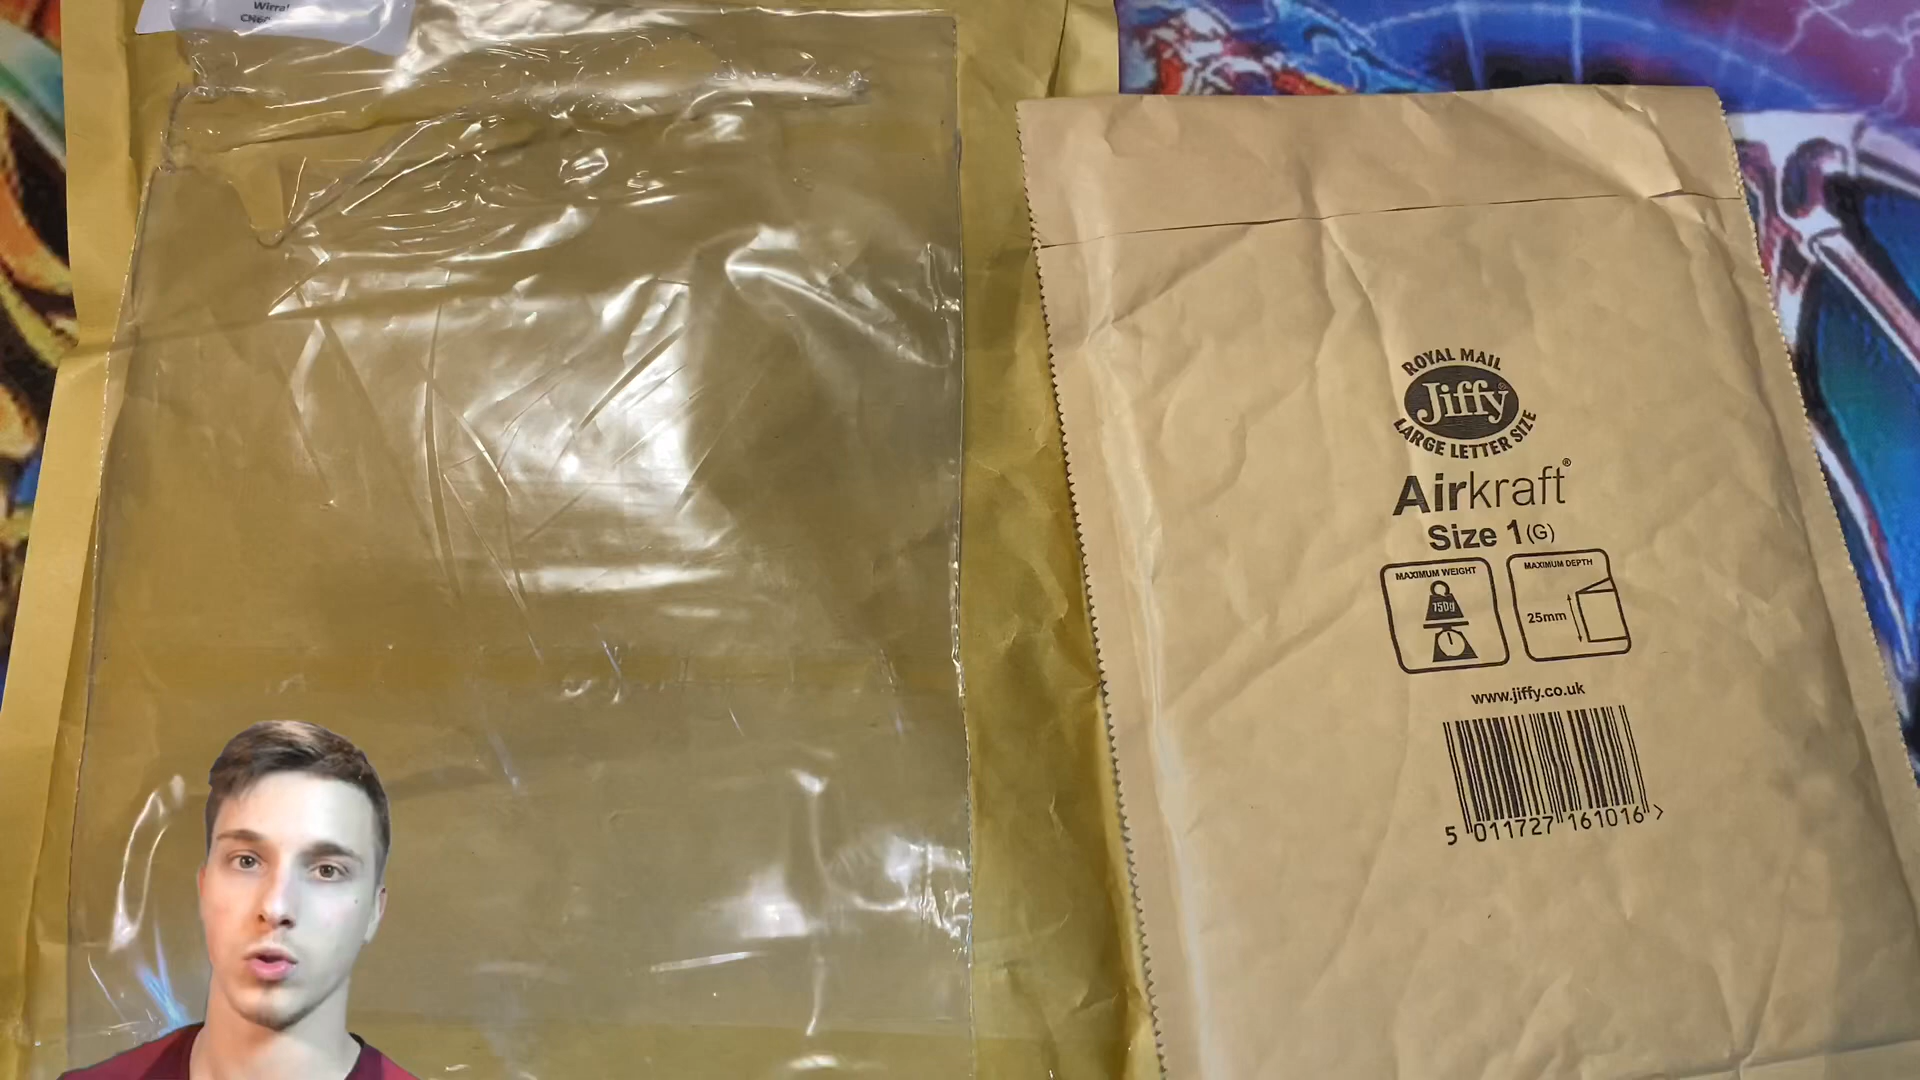 Wirral
ROYAL MAIL
Jiffy®
LARGE LETTER SIZE
Airkraft®
Size 1 (G)
MAXIMUM WEIGHT
750g
MAXIMUM DEPTH
25mm
www.jiffy.co.uk
5 011727 161016 >